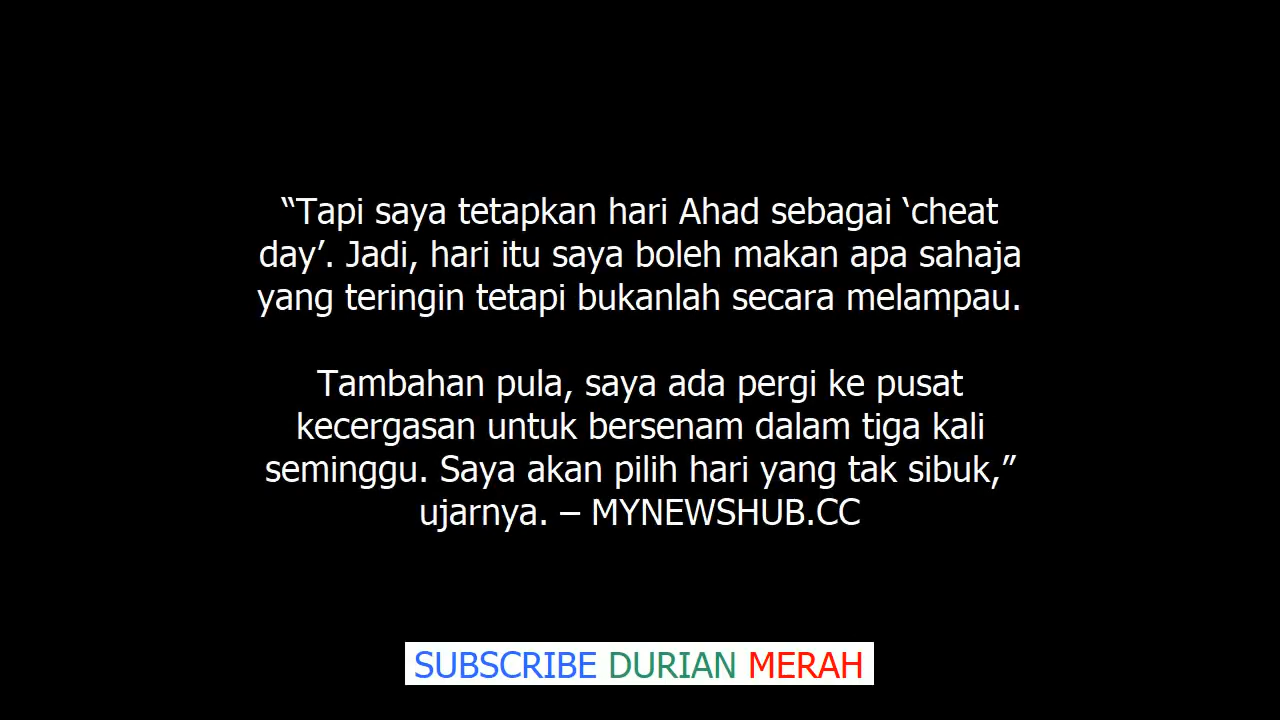 “Tapi saya tetapkan hari Ahad sebagai ‘cheat
day’. Jadi, hari itu saya boleh makan apa sahaja
yang teringin tetapi bukanlah secara melampau.
Tambahan pula, saya ada pergi ke pusat
kecergasan untuk bersenam dalam tiga kali
seminggu. Saya akan pilih hari yang tak sibuk,”
ujarnya. – MYNEWSHUB.CC
SUBSCRIBE DURIAN MERAH